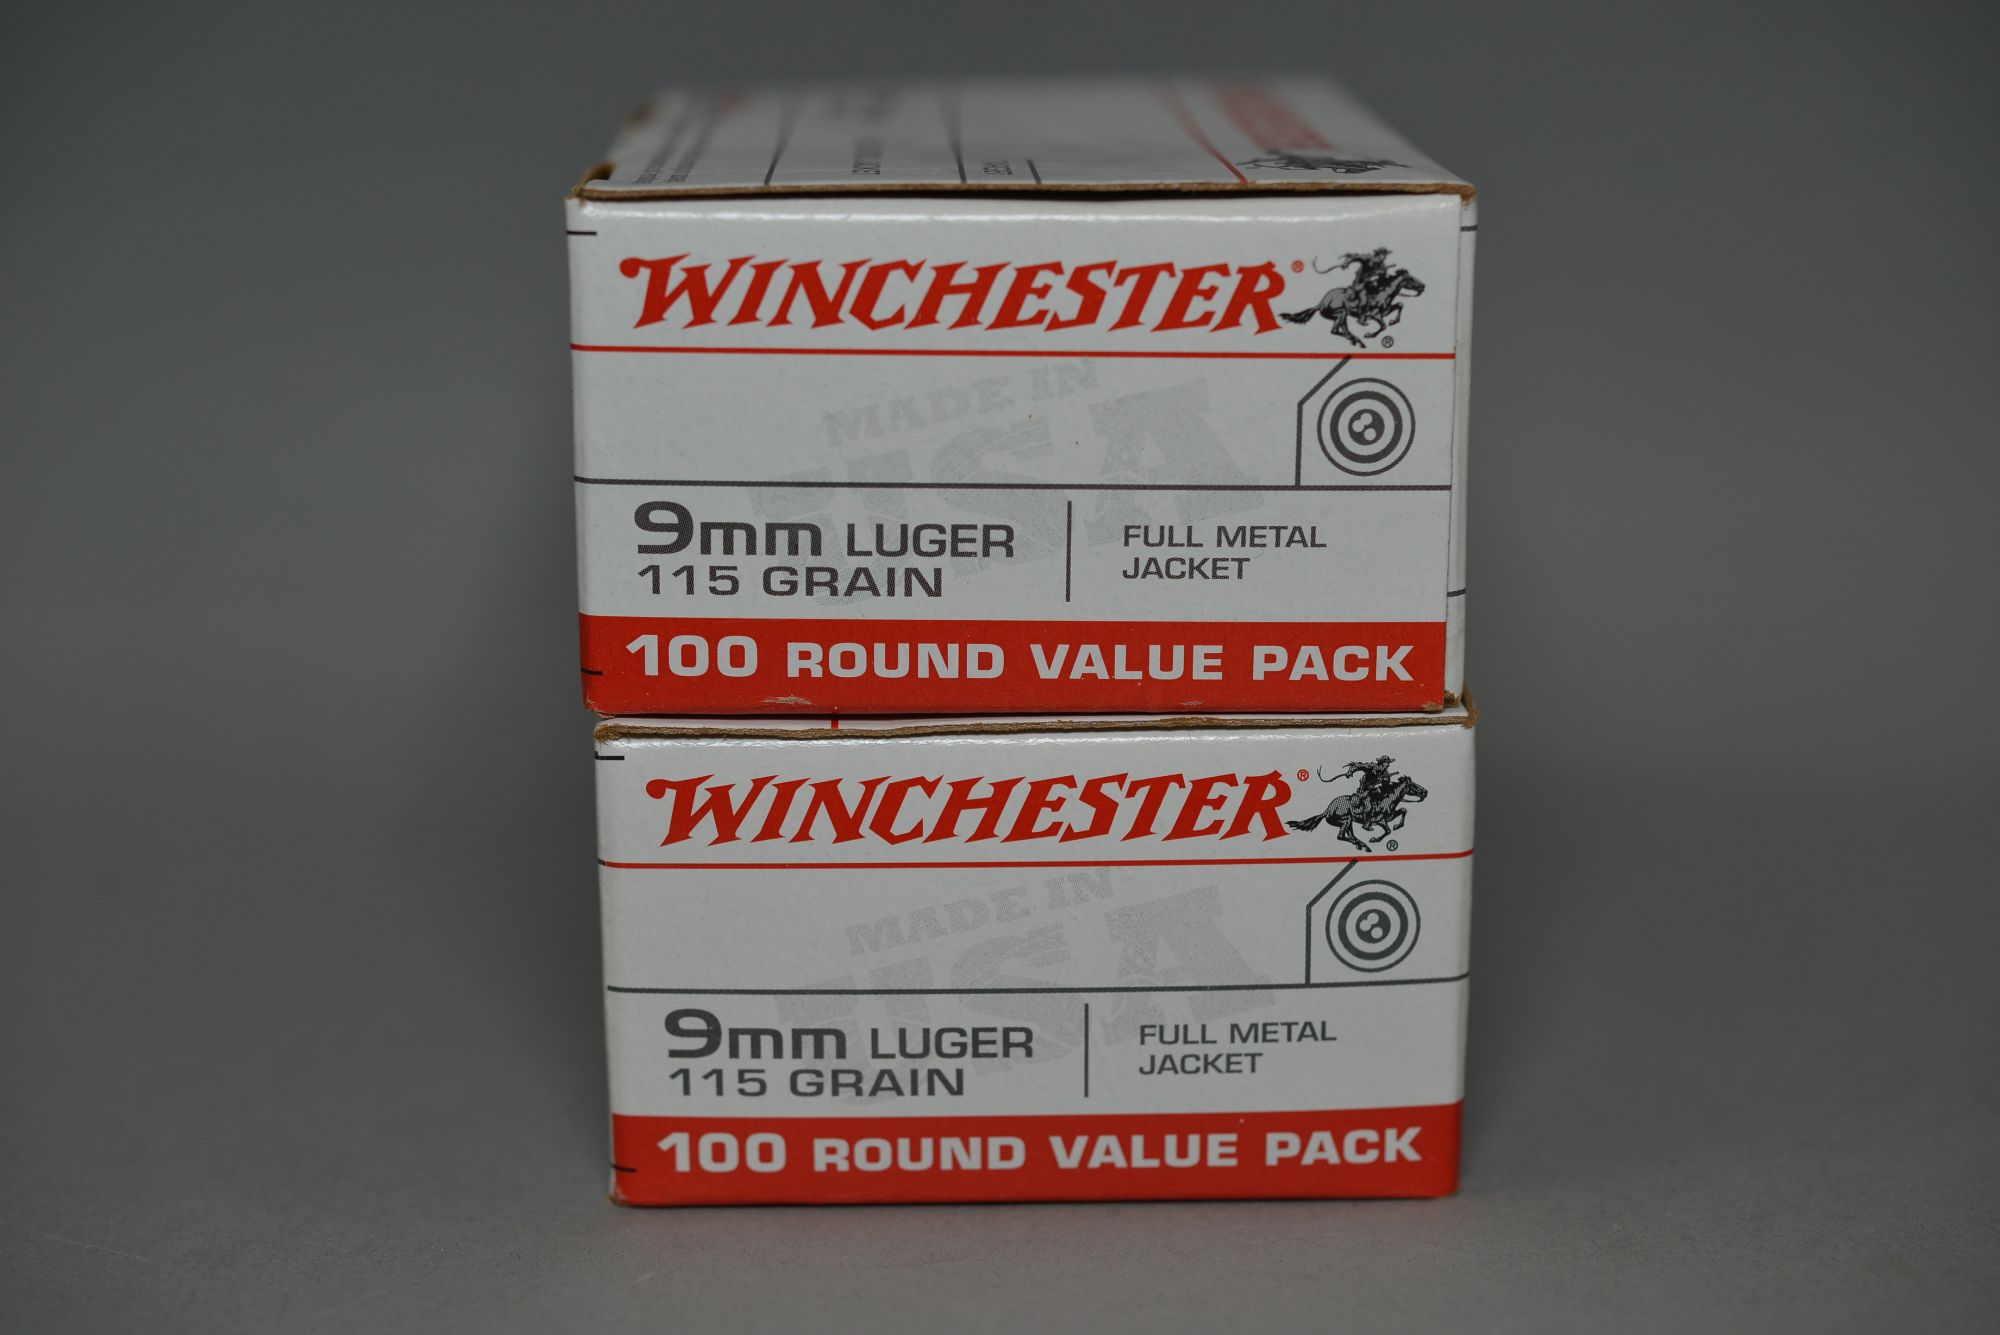 WINCHESTER®
®
MADE IN
USA
9mm LUGER
115 GRAIN
FULL METAL
JACKET
100 ROUND VALUE PACK
WINCHESTER®
®
MADE IN
USA
9mm LUGER
115 GRAIN
FULL METAL
JACKET
100 ROUND VALUE PACK